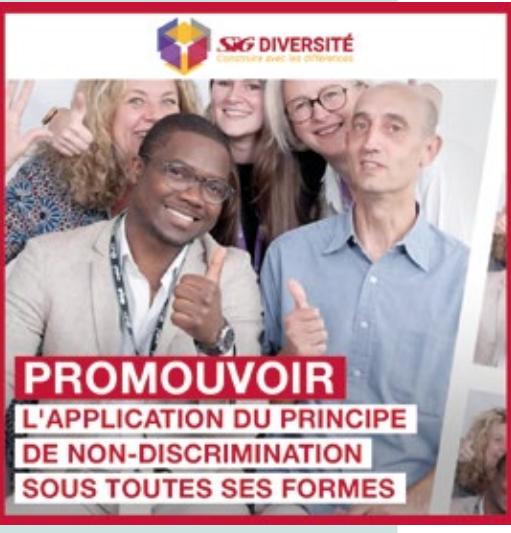 SIG DIVERSITÉ
Construire avec les différences
PROMOUVOIR
L'APPLICATION DU PRINCIPE
DE NON-DISCRIMINATION
SOUS TOUTES SES FORMES